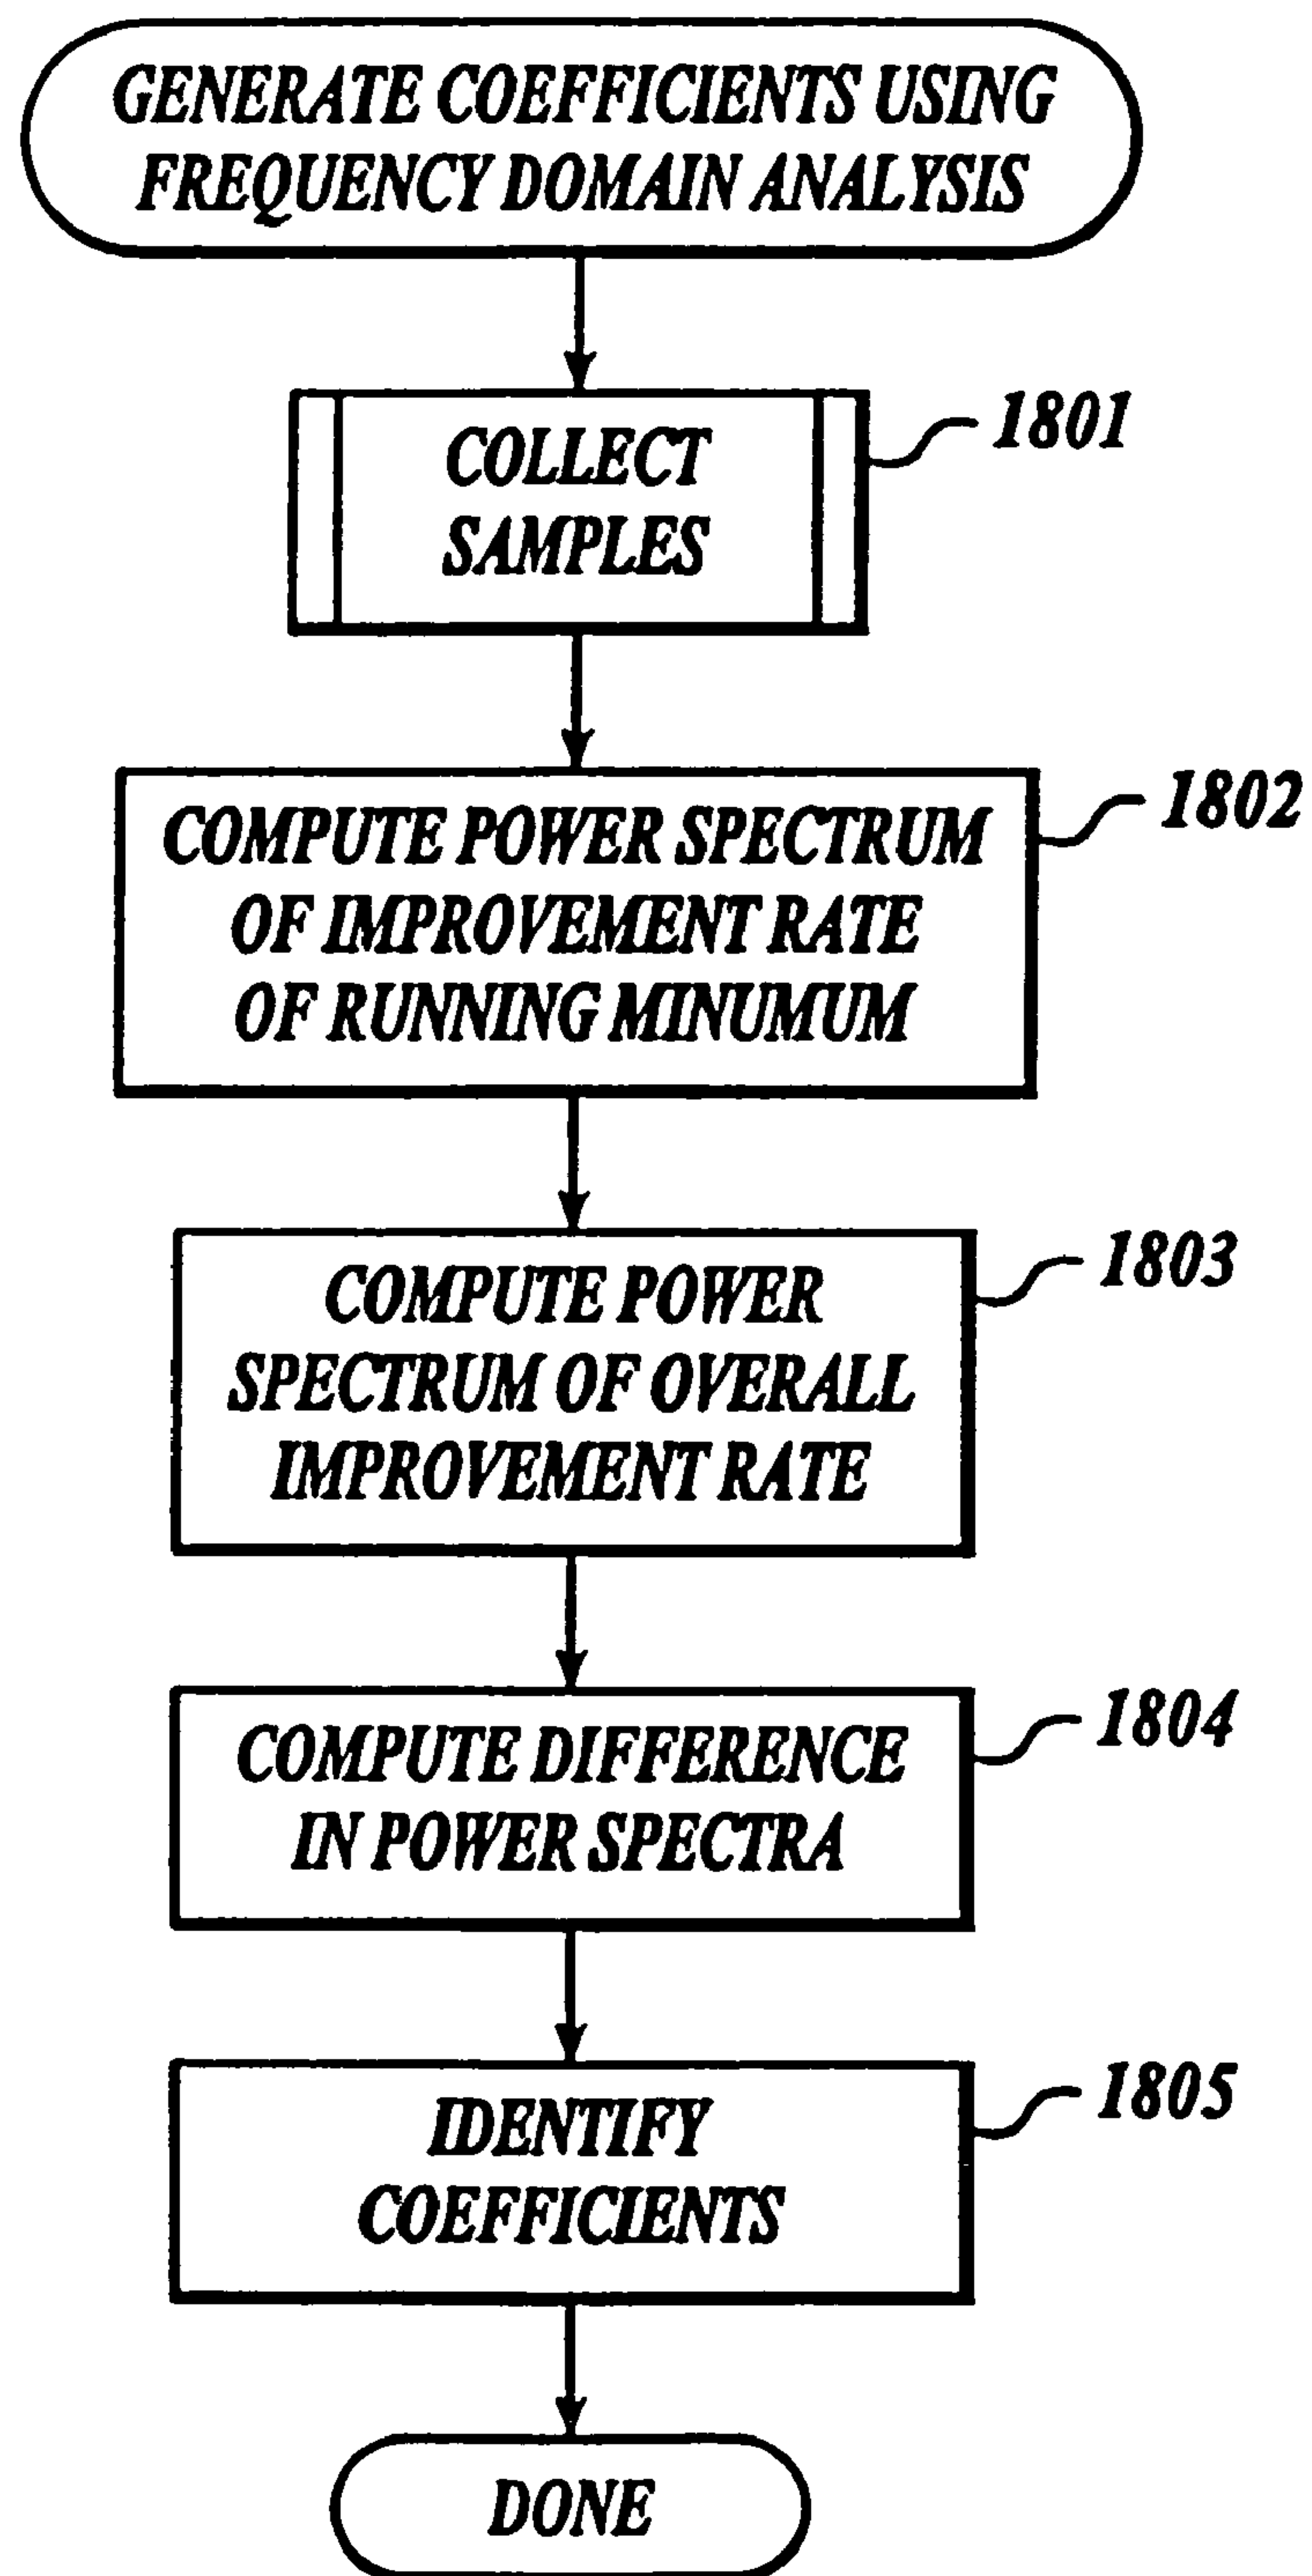 GENERATE COEFFICIENTS USING
FREQUENCY DOMAIN ANALYSIS
COLLECT
SAMPLES
1801
COMPUTE POWER SPECTRUM
OF IMPROVEMENT RATE
OF RUNNING MINUMUM
1802
COMPUTE POWER
SPECTRUM OF OVERALL
IMPROVEMENT RATE
1803
COMPUTE DIFFERENCE
IN POWER SPECTRA
1804
IDENTIFY
COEFFICIENTS
1805
DONE